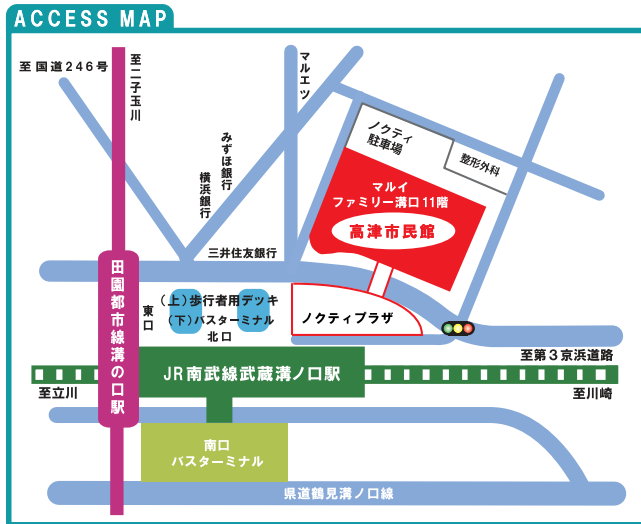 ACCESS MAP
至国道246号
至二子玉川
マルエツ
みずほ銀行
横浜銀行
ノクティ
駐車場
整形外科
マルイ
ファミリー溝口11階
高津市民館
三井住友銀行
田園都市線溝の口駅
東口
(上)歩行者用デッキ
(下)バスターミナル
北口
ノクティプラザ
至第3京浜道路
JR南武線武蔵溝ノ口駅
至立川
至川崎
南口
バスターミナル
県道鶴見溝ノ口線